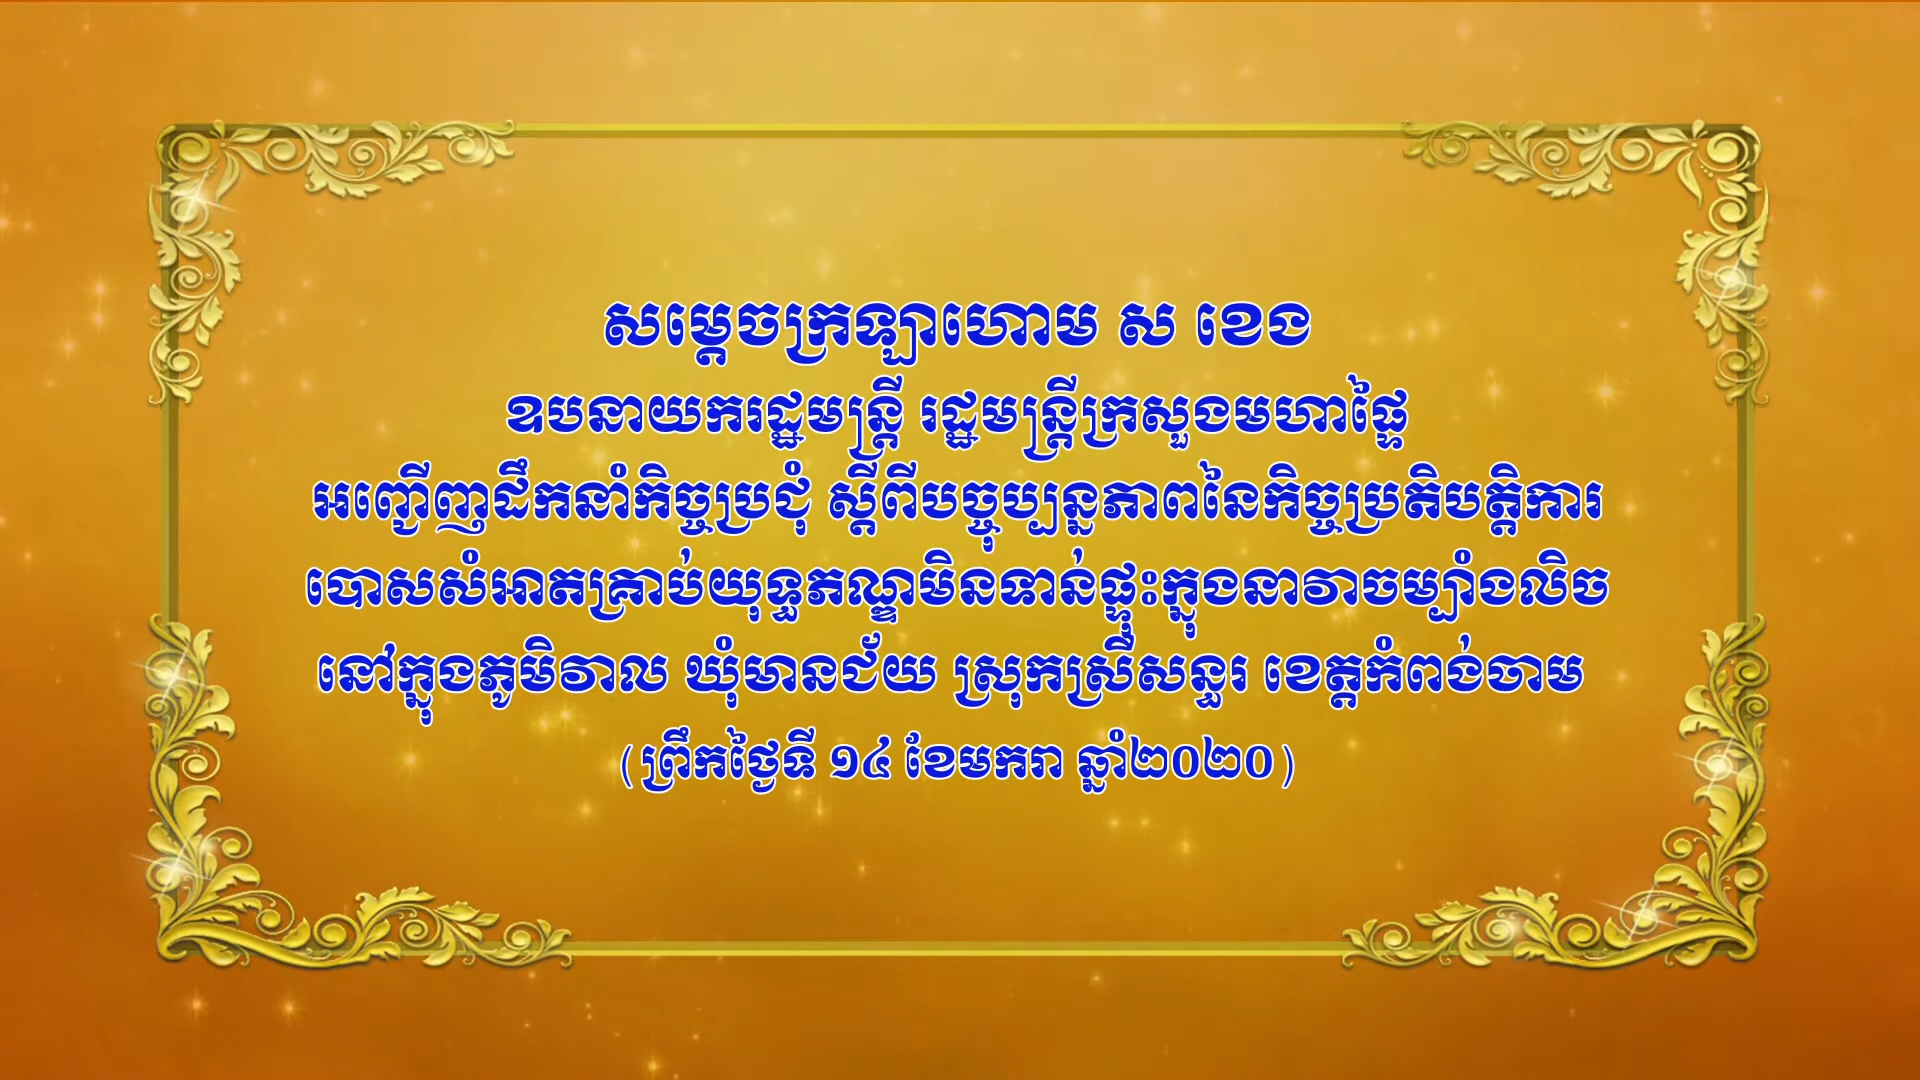 សម្ដេចក្រឡាហោម ស ខេង
ឧបនាយករដ្ឋមន្ត្រី រដ្ឋមន្ត្រីក្រសួងមហាផ្ទៃ
អញ្ជើញដឹកនាំកិច្ចប្រជុំ ស្ដីពីបច្ចុប្បន្នភាពនៃកិច្ចប្រតិបត្តិការ
បោសសំអាតគ្រាប់យុទ្ធភណ្ឌមិនទាន់ផ្ទុះក្នុងនាវាចម្បាំងលិច
នៅក្នុងភូមិវាល ឃុំមានជ័យ ស្រុកស្រីសន្ធរ ខេត្តកំពង់ចាម
(ព្រឹកថ្ងៃទី ១៤ ខែមករា ឆ្នាំ២០២០)